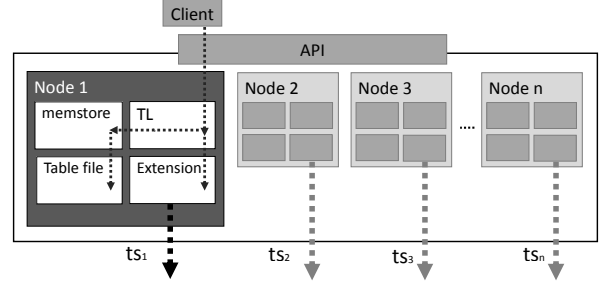 Client
API
Node 1
Node 2
Node 3
Node n
memstore
TL
....
Table file
Extension
ts1
ts2
ts3
tsn